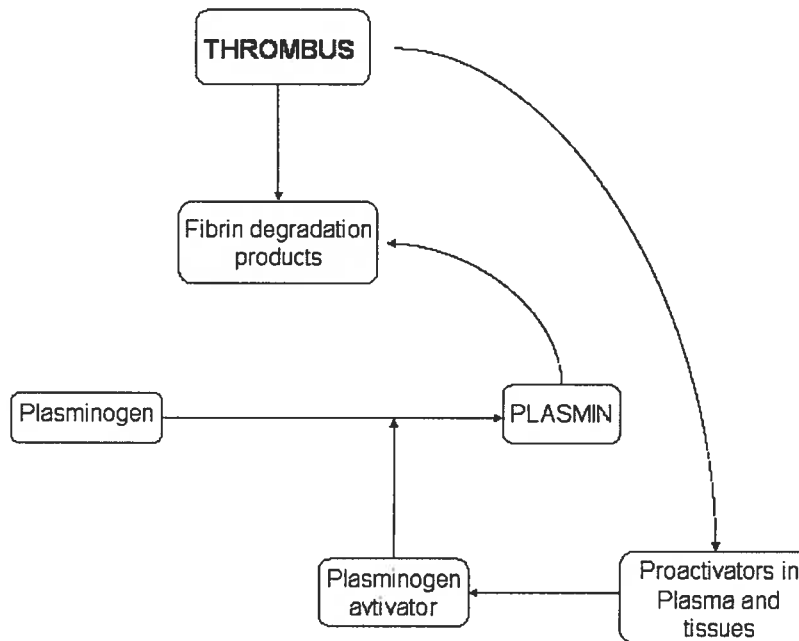 THROMBUS
Fibrin degradation
products
Plasminogen
PLASMIN
Plasminogen
avtivator
Proactivators in
Plasma and
tissues